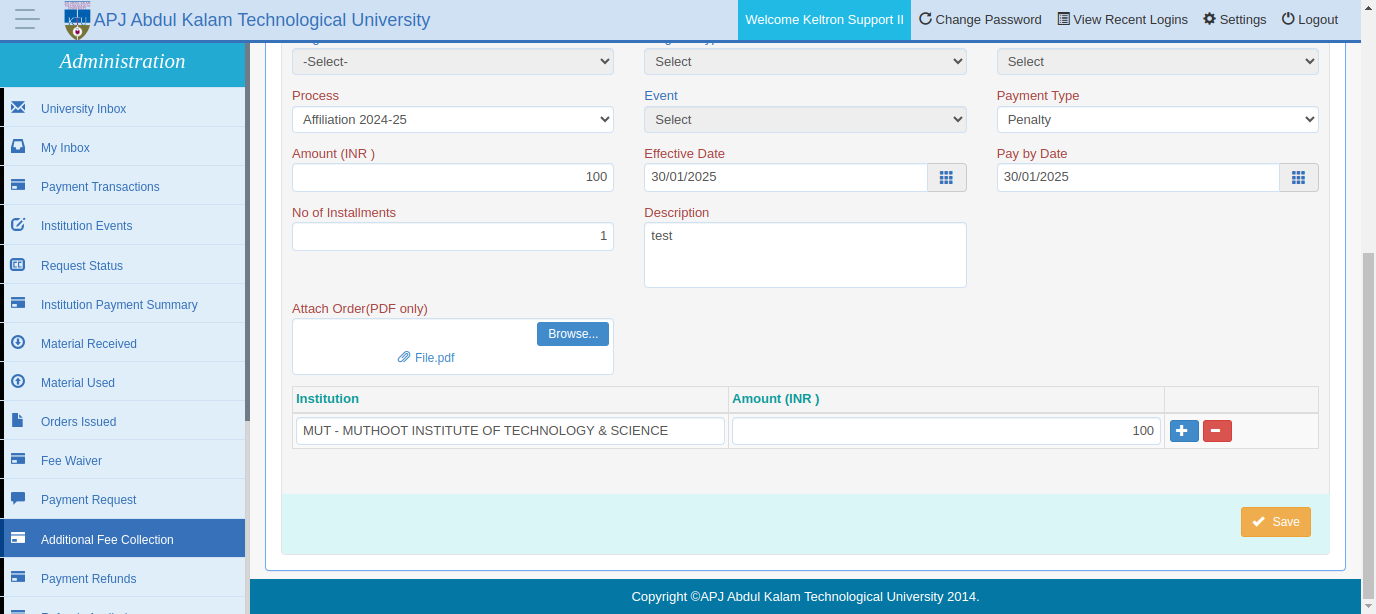 APJ Abdul Kalam Technological University
Welcome Keltron Support II Change Password View Recent Logins Settings Logout
Administration
University Inbox
My Inbox
Payment Transactions
Institution Events
Request Status
Institution Payment Summary
Material Received
Material Used
Orders Issued
Fee Waiver
Payment Request
Additional Fee Collection
Payment Refunds
-Select- Select Select
Process Event Payment Type
Affiliation 2024-25 Select Penalty
Amount (INR ) Effective Date Pay by Date
100 30/01/2025 30/01/2025
No of Installments Description
1 test
Attach Order(PDF only)
Browse...
File.pdf
Institution Amount (INR )
MUT - MUTHOOT INSTITUTE OF TECHNOLOGY & SCIENCE 100
Save
Copyright ©APJ Abdul Kalam Technological University 2014.